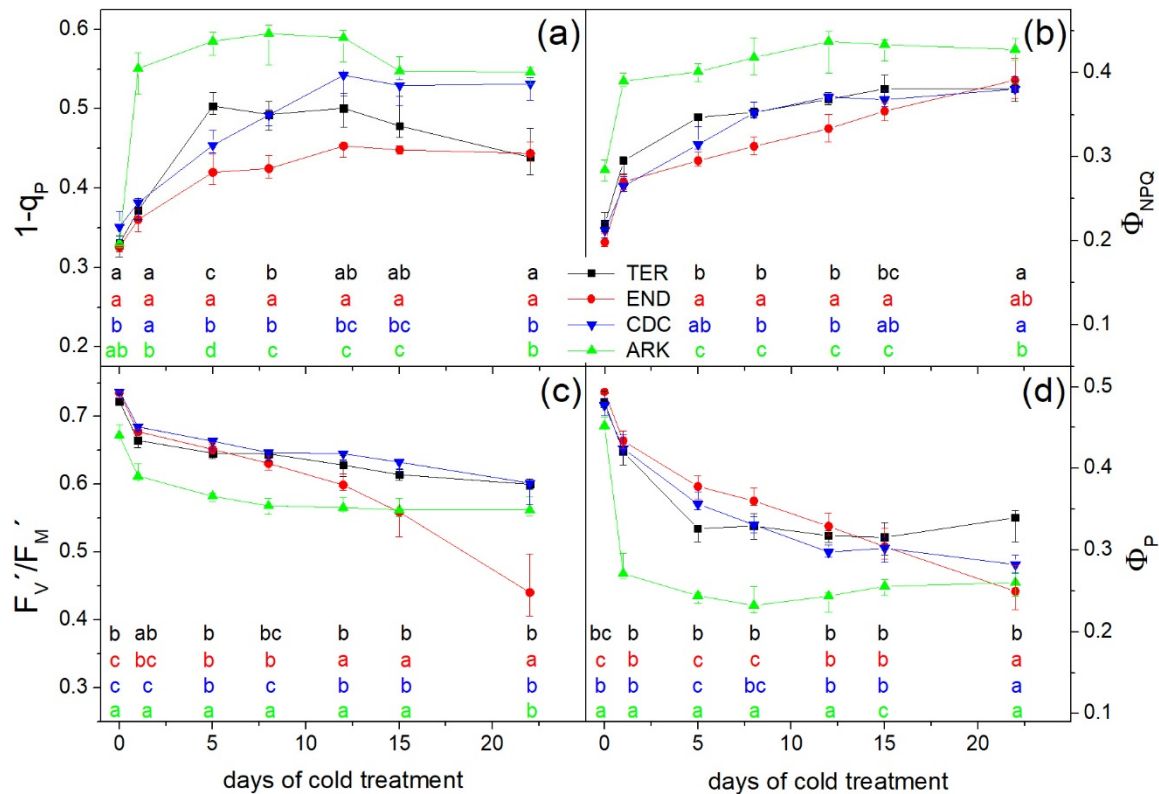 0.6
0.5
0.4
0.3
0.2
1-qP
(a)
a a c b ab ab a
a a a a a a a
b a b b bc bc b
ab b d c c c b
TER
END
CDC
ARK
(b)
0.4
0.3
0.2
0.1
ΦNPQ
b b b bc a
a a a a ab
ab b b ab a
c c c c b
0.7
0.6
0.5
0.4
0.3
FV´/FM´
(c)
b ab b bc b b b
c bc b b a a a
c c b c b b b
a a a a a a b
0 5 10 15 20
days of cold treatment
(d)
0.5
0.4
0.3
0.2
0.1
ΦP
bc b b b b b b
c b c c b b a
b b c bc b b a
a a a a a c a
0 5 10 15 20
days of cold treatment